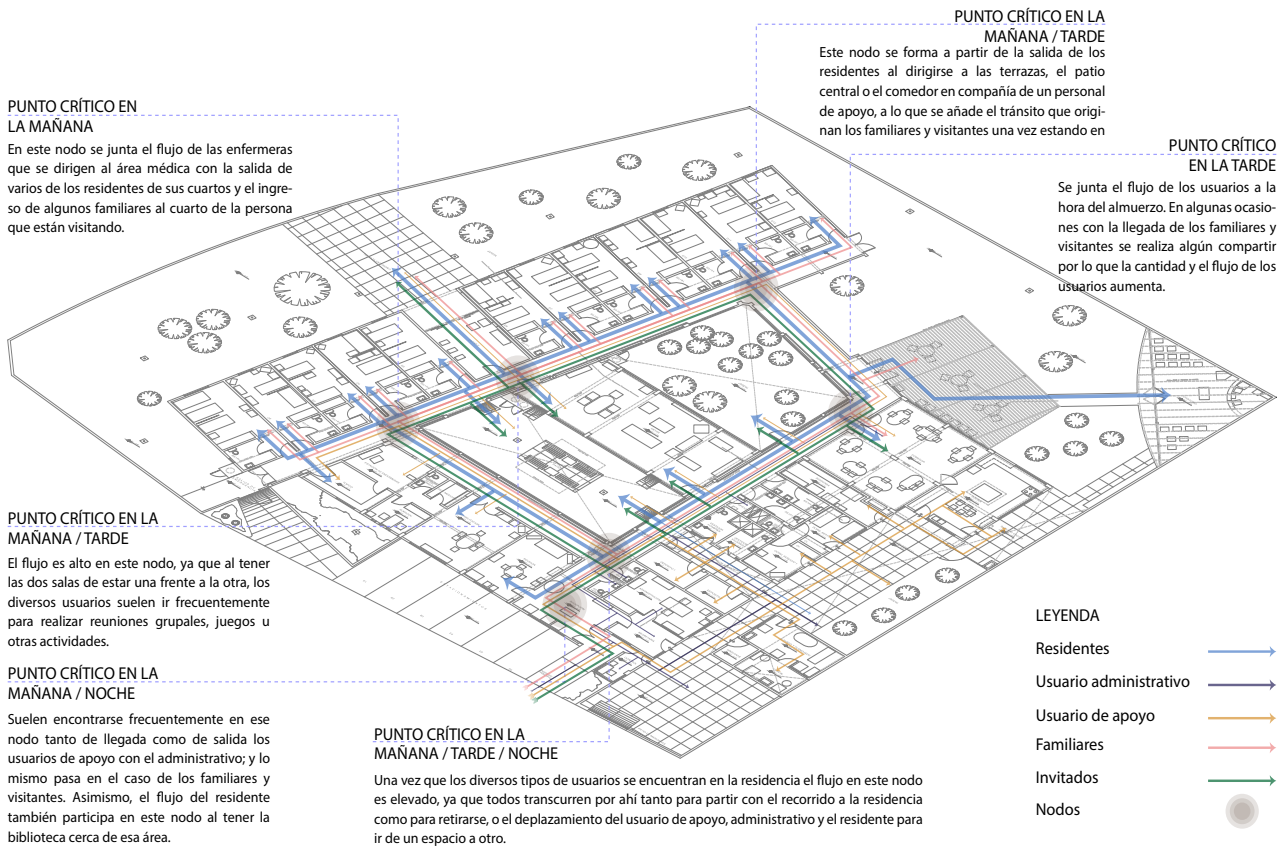 PUNTO CRÍTICO EN LA
MAÑANA / TARDE
Este nodo se forma a partir de la salida de los
residentes al dirigirse a las terrazas, el patio
central o el comedor en compañía de un personal
de apoyo, a lo que se añade el tránsito que origi-
nan los familiares y visitantes una vez estando en
PUNTO CRÍTICO EN
LA MAÑANA
En este nodo se junta el flujo de las enfermeras
que se dirigen al área médica con la salida de
varios de los residentes de sus cuartos y el ingre-
so de algunos familiares al cuarto de la persona
que están visitando.
PUNTO CRÍTICO
EN LA TARDE
Se junta el flujo de los usuarios a la
hora del almuerzo. En algunas ocasio-
nes con la llegada de los familiares y
visitantes se realiza algún compartir
por lo que la cantidad y el flujo de los
usuarios aumenta.
PUNTO CRÍTICO EN LA
MAÑANA / TARDE
El flujo es alto en este nodo, ya que al tener
las dos salas de estar una frente a la otra, los
diversos usuarios suelen ir frecuentemente
para realizar reuniones grupales, juegos u
otras actividades.
PUNTO CRÍTICO EN LA
MAÑANA / NOCHE
Suelen encontrarse frecuentemente en ese
nodo tanto de llegada como de salida los
usuarios de apoyo con el administrativo; y lo
mismo pasa en el caso de los familiares y
visitantes. Asimismo, el flujo del residente
también participa en este nodo al tener la
biblioteca cerca de esa área.
PUNTO CRÍTICO EN LA
MAÑANA / TARDE / NOCHE
Una vez que los diversos tipos de usuarios se encuentran en la residencia el flujo en este nodo
es elevado, ya que todos transcurren por ahí tanto para partir con el recorrido a la residencia
como para retirarse, o el deplazamiento del usuario de apoyo, administrativo y el residente para
ir de un espacio a otro.
LEYENDA
Residentes
Usuario administrativo
Usuario de apoyo
Familiares
Invitados
Nodos